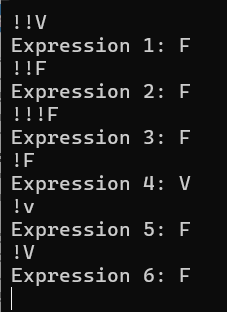 !!V
Expression 1: F
!!F
Expression 2: F
!!!F
Expression 3: F
!F
Expression 4: V
!v
Expression 5: F
!V
Expression 6: F